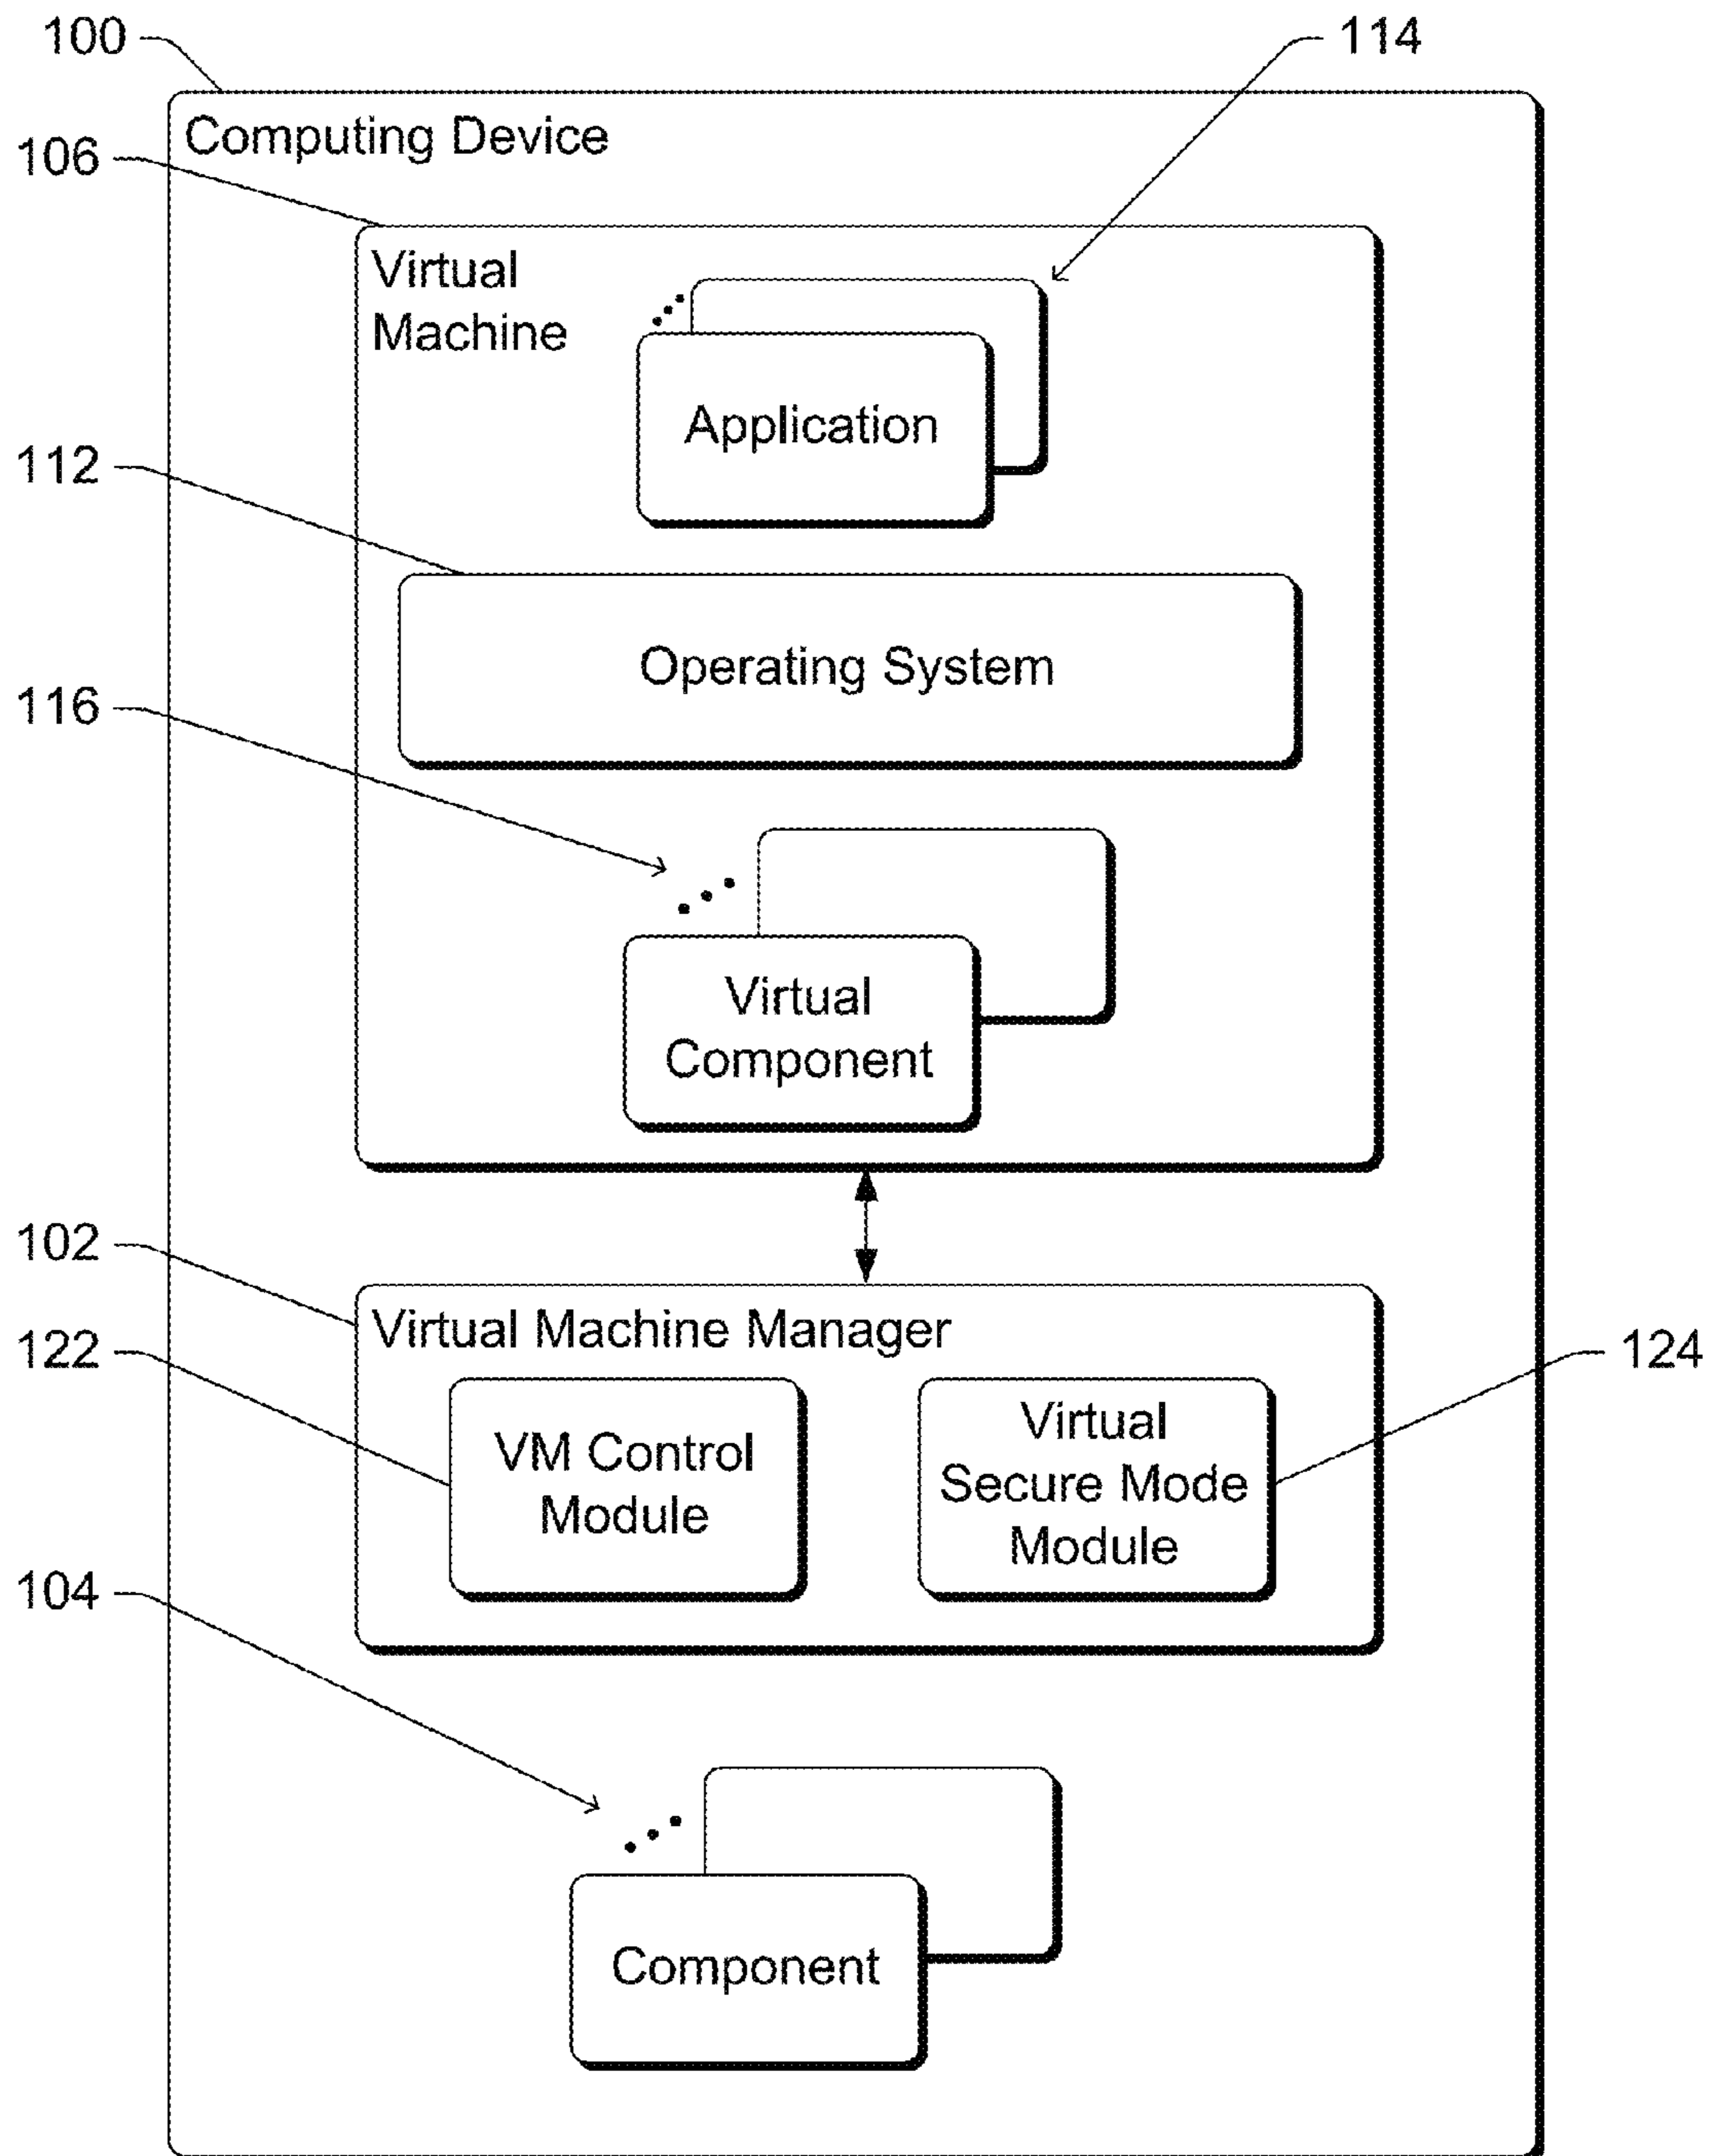 100
114
Computing Device
106
Virtual
Machine
Application
112
Operating System
116
Virtual
Component
102
Virtual Machine Manager
122
124
VM Control
Module
Virtual
Secure Mode
Module
104
Component